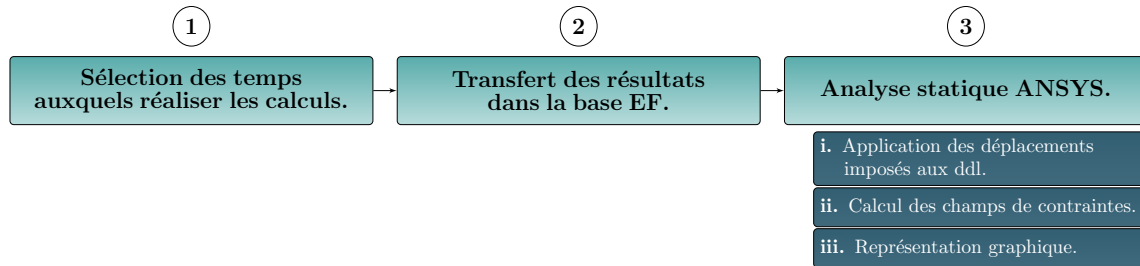 1
Sélection des temps
auxquels réaliser les calculs.
2
Transfert des résultats
dans la base EF.
3
Analyse statique ANSYS.
i. Application des déplacements
imposés aux ddl.
ii. Calcul des champs de contraintes.
iii. Représentation graphique.